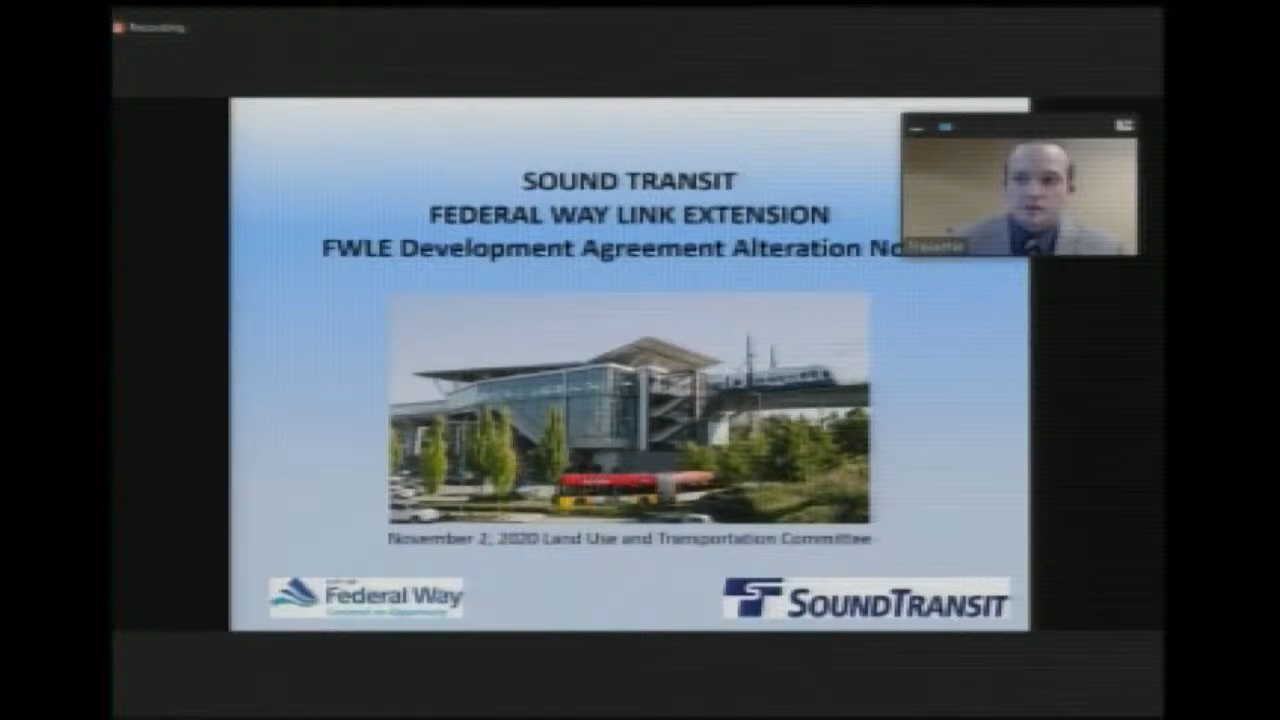 Recording
SOUND TRANSIT
FEDERAL WAY LINK EXTENSION
FWLE Development Agreement Alteration No
November 2, 2020 Land Use and Transportation Committee
Federal Way
SOUNDTRANSIT